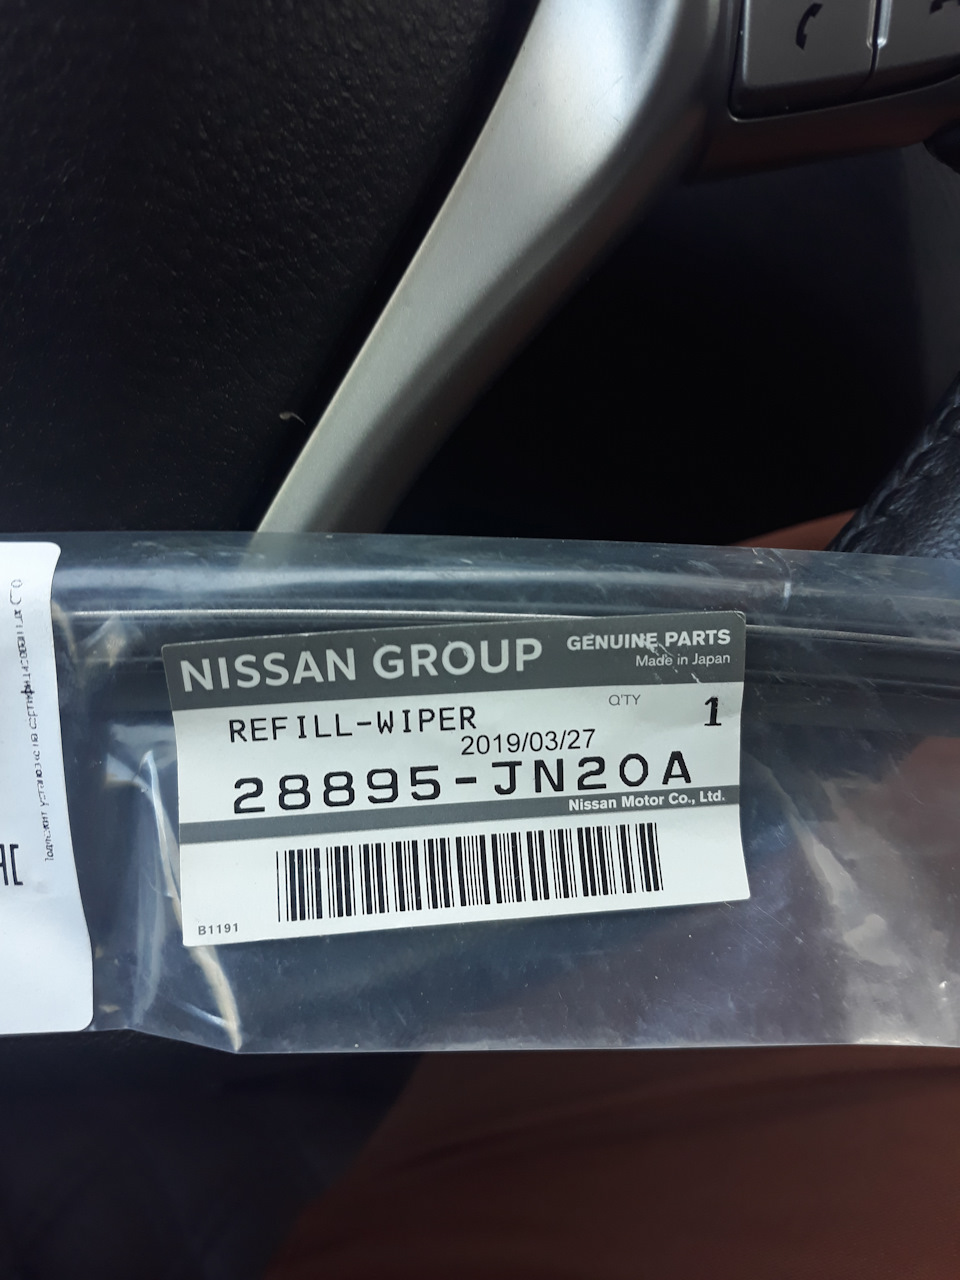 NISSAN GROUP
GENUINE PARTS
Made in Japan
REFILL-WIPER
Q'TY
1
2019/03/27
28895-JN20A
Nissan Motor Co., Ltd.
B1191